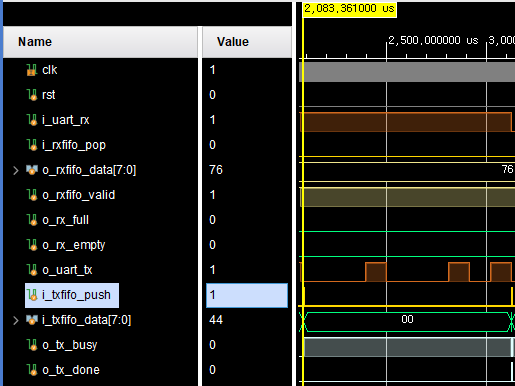 2,083.361000 us
Name Value
2,500.000000 us 3,00
clk 1
rst 0
i_uart_rx 1
i_rxfifo_pop 0
o_rxfifo_data[7:0] 76 76
o_rxfifo_valid 1
o_rx_full 0
o_rx_empty 0
o_uart_tx 1
i_txfifo_push 1
i_txfifo_data[7:0] 44 00
o_tx_busy 0
o_tx_done 0